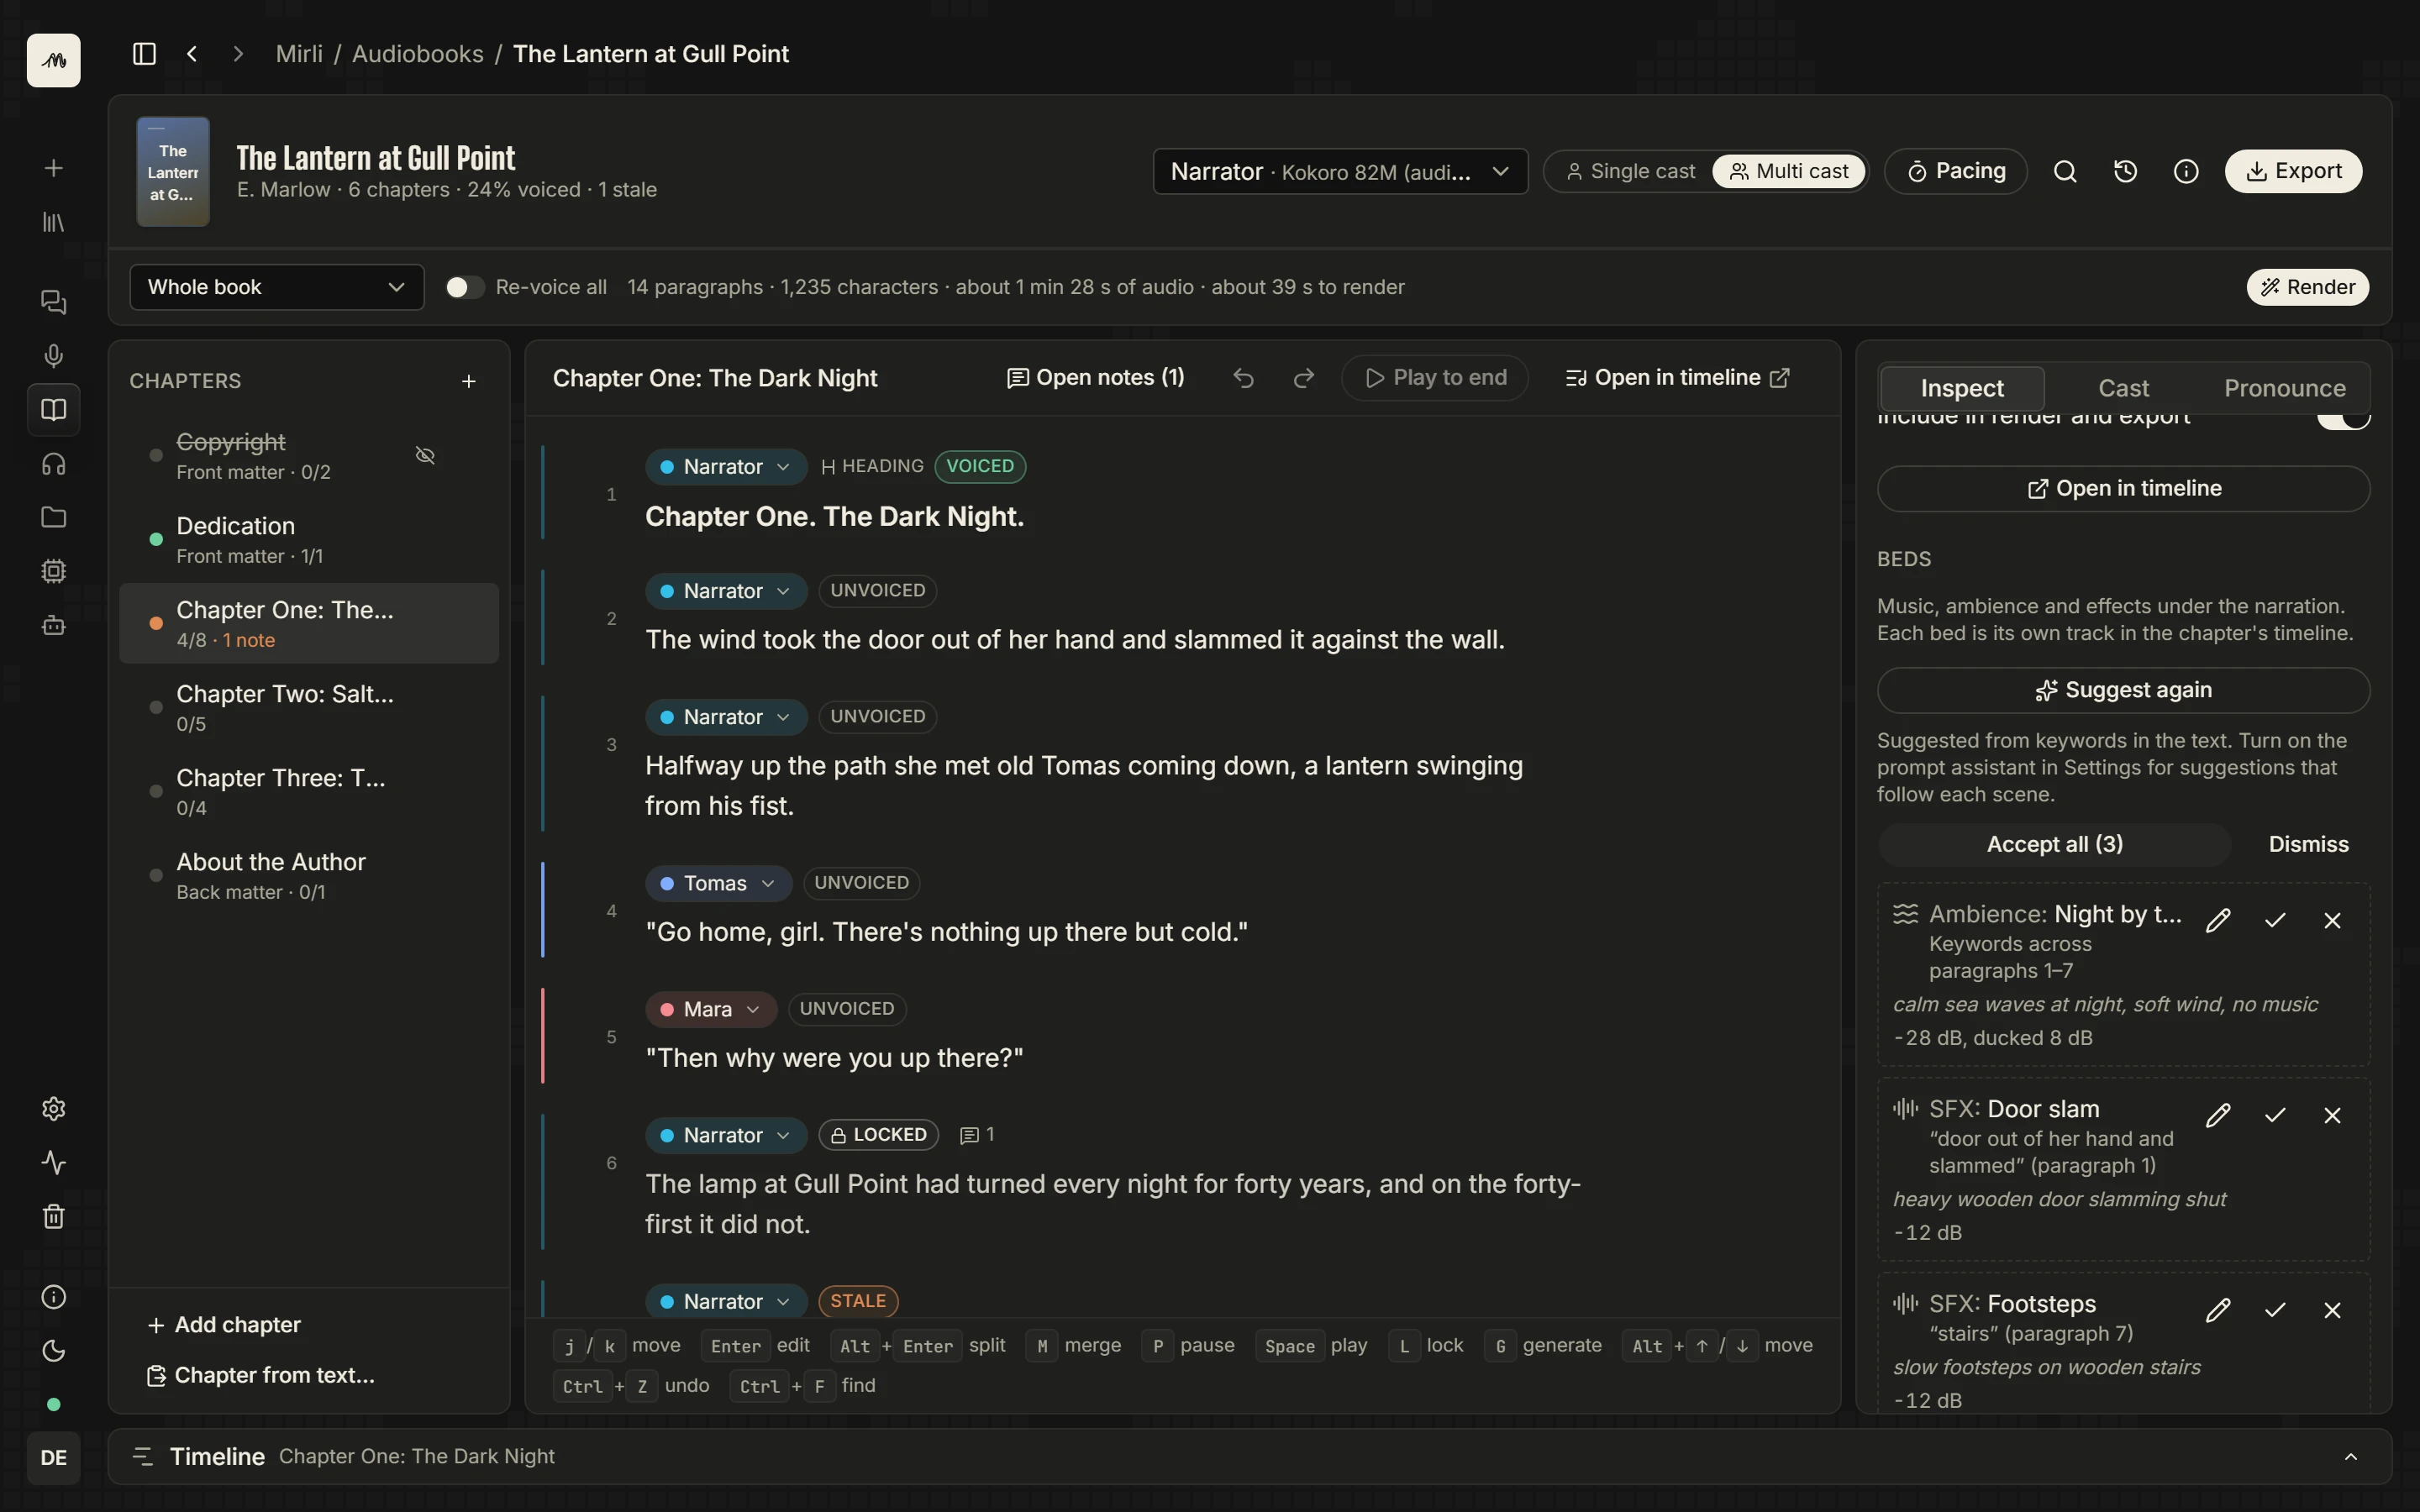 Mirli / Audiobooks / The Lantern at Gull Point
The
Lantern
at G...
The Lantern at Gull Point
E. Marlow · 6 chapters · 24% voiced · 1 stale
Narrator · Kokoro 82M (audi...
Single cast
Multi cast
Pacing
Export
Whole book
Re-voice all
14 paragraphs · 1,235 characters · about 1 min 28 s of audio · about 39 s to render
Render
CHAPTERS
Copyright
Front matter · 0/2
Dedication
Front matter · 1/1
Chapter One: The...
4/8 · 1 note
Chapter Two: Salt...
0/5
Chapter Three: T...
0/4
About the Author
Back matter · 0/1
Add chapter
Chapter from text...
Chapter One: The Dark Night
Open notes (1)
Play to end
Open in timeline
Narrator
HEADING
VOICED
1
Chapter One. The Dark Night.
Narrator
UNVOICED
2
The wind took the door out of her hand and slammed it against the wall.
Narrator
UNVOICED
3
Halfway up the path she met old Tomas coming down, a lantern swinging
from his fist.
Tomas
UNVOICED
4
"Go home, girl. There's nothing up there but cold."
Mara
UNVOICED
5
"Then why were you up there?"
Narrator
LOCKED
1
6
The lamp at Gull Point had turned every night for forty years, and on the forty-
first it did not.
Narrator
STALE
j / k move Enter edit Alt + Enter split M merge P pause Space play L lock G generate Alt + ↑ / ↓ move
Ctrl + Z undo Ctrl + F find
Inspect
Cast
Pronounce
Include in render and export
Open in timeline
BEDS
Music, ambience and effects under the narration.
Each bed is its own track in the chapter's timeline.
Suggest again
Suggested from keywords in the text. Turn on the
prompt assistant in Settings for suggestions that
follow each scene.
Accept all (3)
Dismiss
Ambience: Night by t...
Keywords across
paragraphs 1–7
calm sea waves at night, soft wind, no music
-28 dB, ducked 8 dB
SFX: Door slam
“door out of her hand and
slammed” (paragraph 1)
heavy wooden door slamming shut
-12 dB
SFX: Footsteps
“stairs” (paragraph 7)
slow footsteps on wooden stairs
-12 dB
DE
Timeline Chapter One: The Dark Night